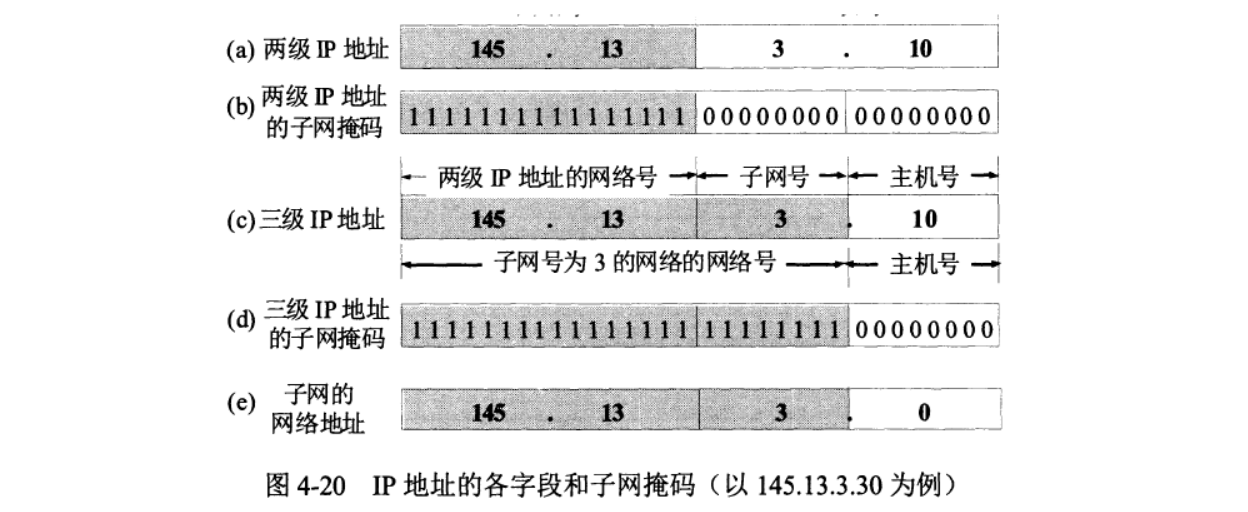 (a) 两级 IP 地址 145 . 13 3 . 10
(b) 两级 IP 地址
的子网掩码 1111111111111111 00000000 00000000
两级 IP 地址的网络号 子网号 主机号
(c) 三级 IP 地址 145 . 13 3 . 10
子网号为 3 的网络的网络号 主机号
(d) 三级 IP 地址
的子网掩码 1111111111111111 11111111 00000000
(e) 子网的
网络地址 145 . 13 3 . 0
图 4-20 IP 地址的各字段和子网掩码（以 145.13.3.30 为例）